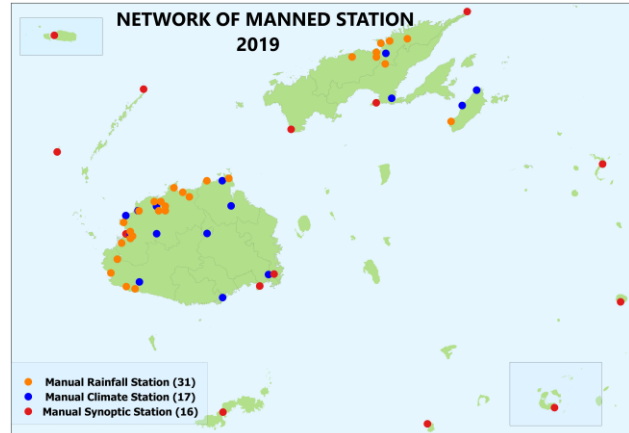 NETWORK OF MANNED STATION
2019
Manual Rainfall Station (31)
Manual Climate Station (17)
Manual Synoptic Station (16)